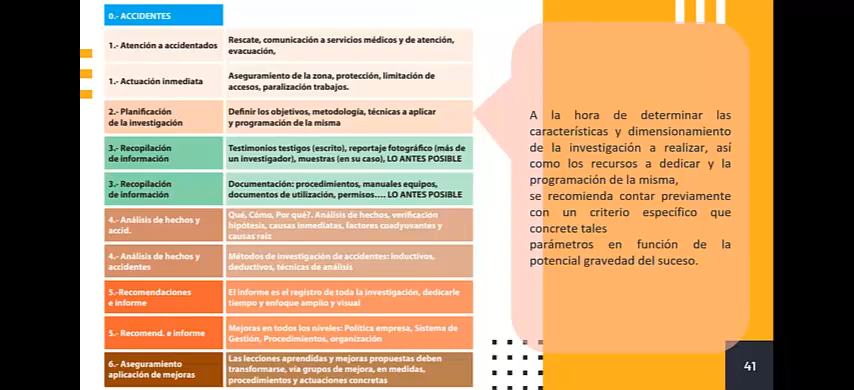 0.- ACCIDENTES
1.- Atención a accidentados
Rescate, comunicación a servicios médicos y de atención,
evacuación,
1.- Actuación inmediata
Aseguramiento de la zona, protección, limitación de
accesos, paralización trabajos.
2.- Planificación
de la investigación
Definir los objetivos, metodología, técnicas a aplicar
y programación de la misma
3.- Recopilación
de información
Testimonios testigos (escrito), reportaje fotográfico (más de
un investigador), muestras (en su caso), LO ANTES POSIBLE
3.- Recopilación
de información
Documentación: procedimientos, manuales equipos,
documentos de utilización, permisos.... LO ANTES POSIBLE
4.- Análisis de hechos y
accid.
Qué, Cómo, Por qué?. Análisis de hechos, verificación
hipótesis, causas inmediatas, factores coadyuvantes y
causas raíz
4.- Análisis de hechos y
accidentes
Métodos de investigación de accidentes: Inductivos,
deductivos, técnicas de análisis
5.-Recomendaciones
e informe
El informe es el registro de toda la investigación, dedicarle
tiempo y enfoque amplio y visual
5.- Recomend. e informe
Mejoras en todos los niveles: Política empresa, Sistema de
Gestión, Procedimientos, organización
6.- Aseguramiento
aplicación de mejoras
Las lecciones aprendidas y mejoras propuestas deben
transformarse, vía grupos de mejora, en medidas,
procedimientos y actuaciones concretas
A la hora de determinar las
características y dimensionamiento
de la investigación a realizar, así
como los recursos a dedicar y la
programación de la misma,
se recomienda contar previamente
con un criterio específico que
concrete tales
parámetros en función de la
potencial gravedad del suceso.
41